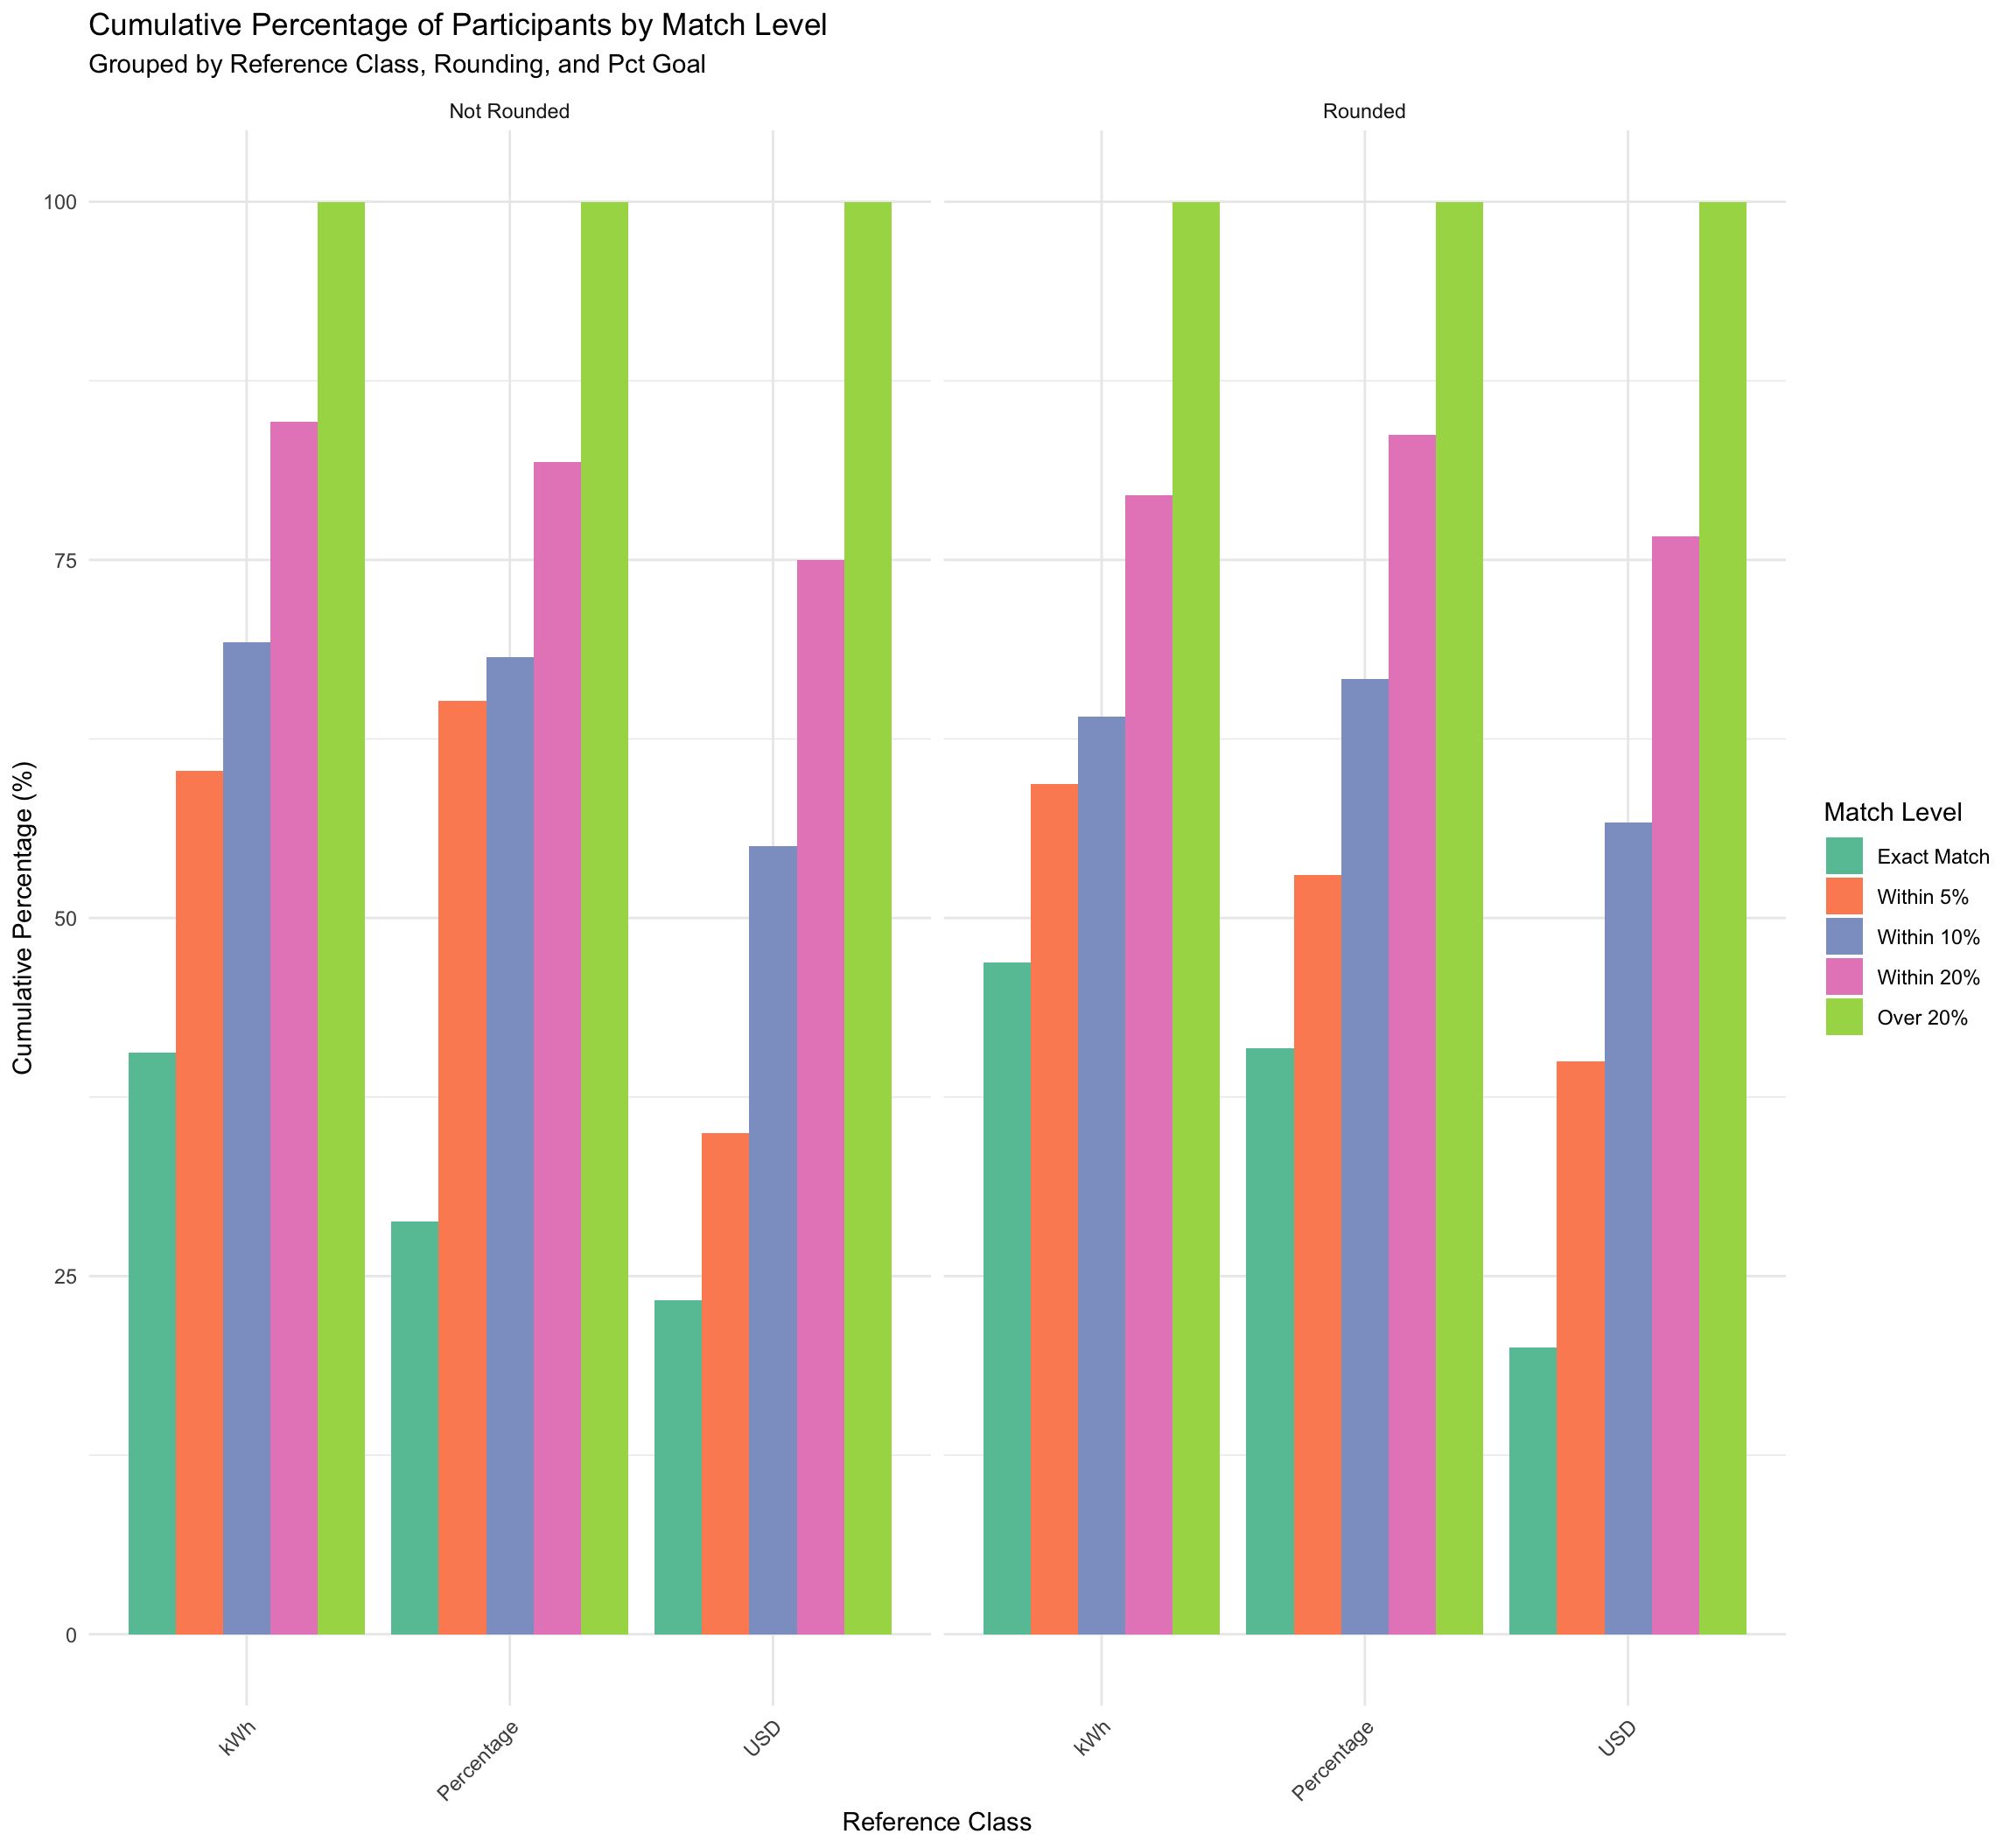 Cumulative Percentage of Participants by Match Level
Grouped by Reference Class, Rounding, and Pct Goal
Not Rounded
Rounded
100
75
50
25
0
Cumulative Percentage (%)
kWh
Percentage
USD
kWh
Percentage
USD
Reference Class
Match Level
Exact Match
Within 5%
Within 10%
Within 20%
Over 20%